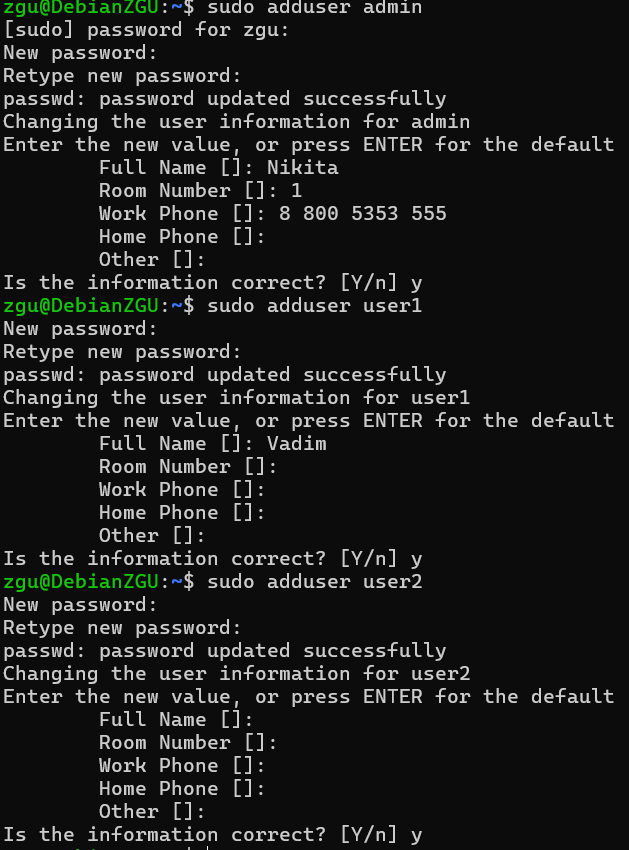 zgu@DebianZGU:~$ sudo adduser admin
[sudo] password for zgu:
New password:
Retype new password:
passwd: password updated successfully
Changing the user information for admin
Enter the new value, or press ENTER for the default
        Full Name []: Nikita
        Room Number []: 1
        Work Phone []: 8 800 5353 555
        Home Phone []:
        Other []:
Is the information correct? [Y/n] y
zgu@DebianZGU:~$ sudo adduser user1
New password:
Retype new password:
passwd: password updated successfully
Changing the user information for user1
Enter the new value, or press ENTER for the default
        Full Name []: Vadim
        Room Number []:
        Work Phone []:
        Home Phone []:
        Other []:
Is the information correct? [Y/n] y
zgu@DebianZGU:~$ sudo adduser user2
New password:
Retype new password:
passwd: password updated successfully
Changing the user information for user2
Enter the new value, or press ENTER for the default
        Full Name []:
        Room Number []:
        Work Phone []:
        Home Phone []:
        Other []:
Is the information correct? [Y/n] y